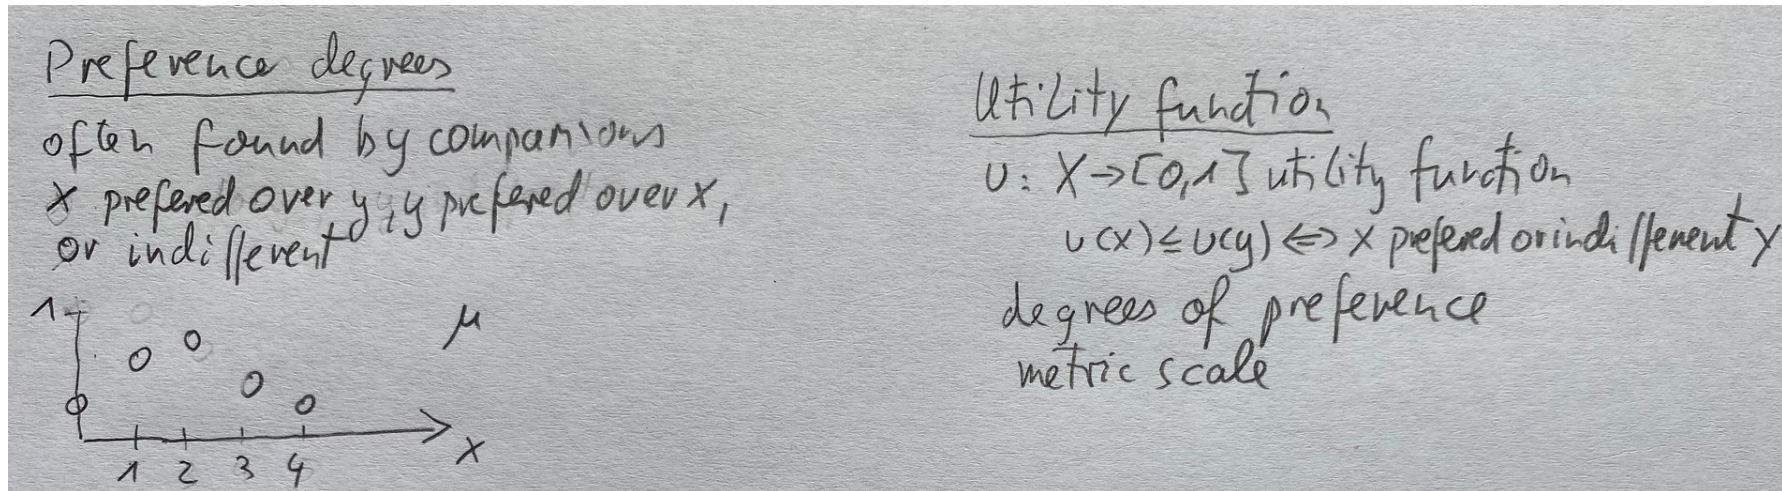 Preference degrees
often found by comparisons
x prefered over y, y prefered over x,
or indifferent
1
μ
x
1 2 3 4
Utility function
u: X→[0,1] utility function
u(x)≤u(y)⇔ x prefered or indifferent y
degrees of preference
metric scale